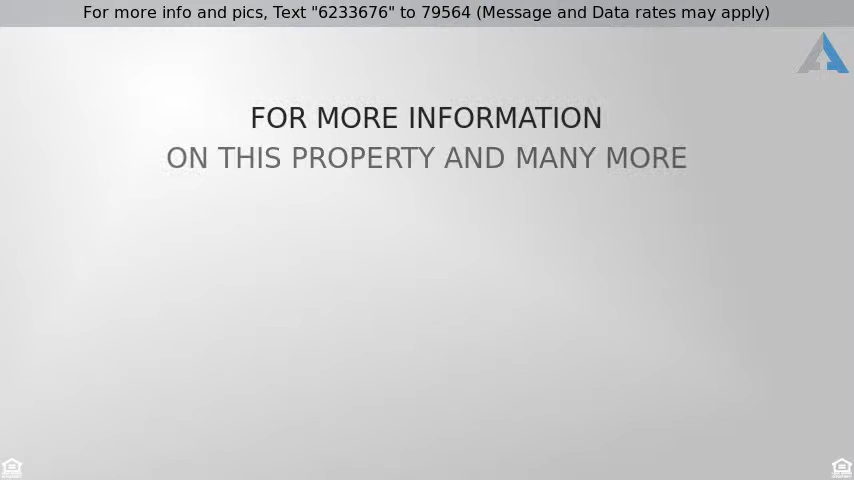 For more info and pics, Text "6233676" to 79564 (Message and Data rates may apply)
FOR MORE INFORMATION
ON THIS PROPERTY AND MANY MORE